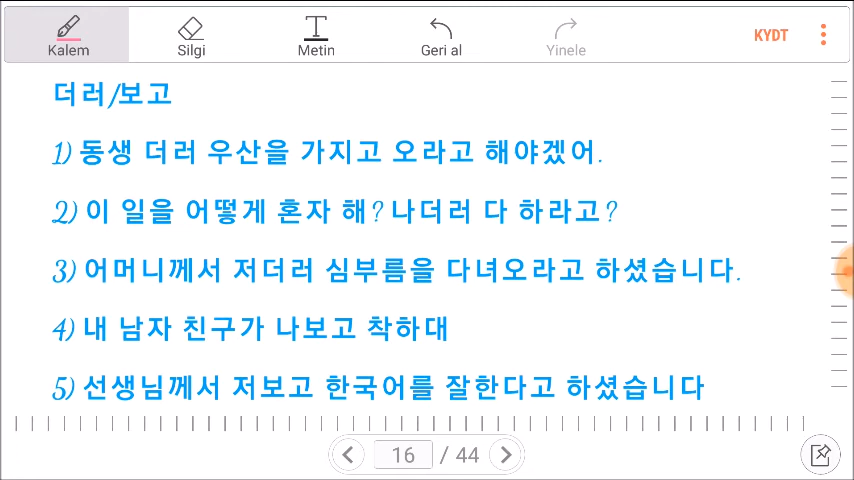 Kalem Silgi Metin Geri al Yinele KYDT
더러/보고
1) 동생 더러 우산을 가지고 오라고 해야겠어.
2) 이 일을 어떻게 혼자 해? 나더러 다 하라고?
3) 어머니께서 저더러 심부름을 다녀오라고 하셨습니다.
4) 내 남자 친구가 나보고 착하대
5) 선생님께서 저보고 한국어를 잘한다고 하셨습니다
16 / 44